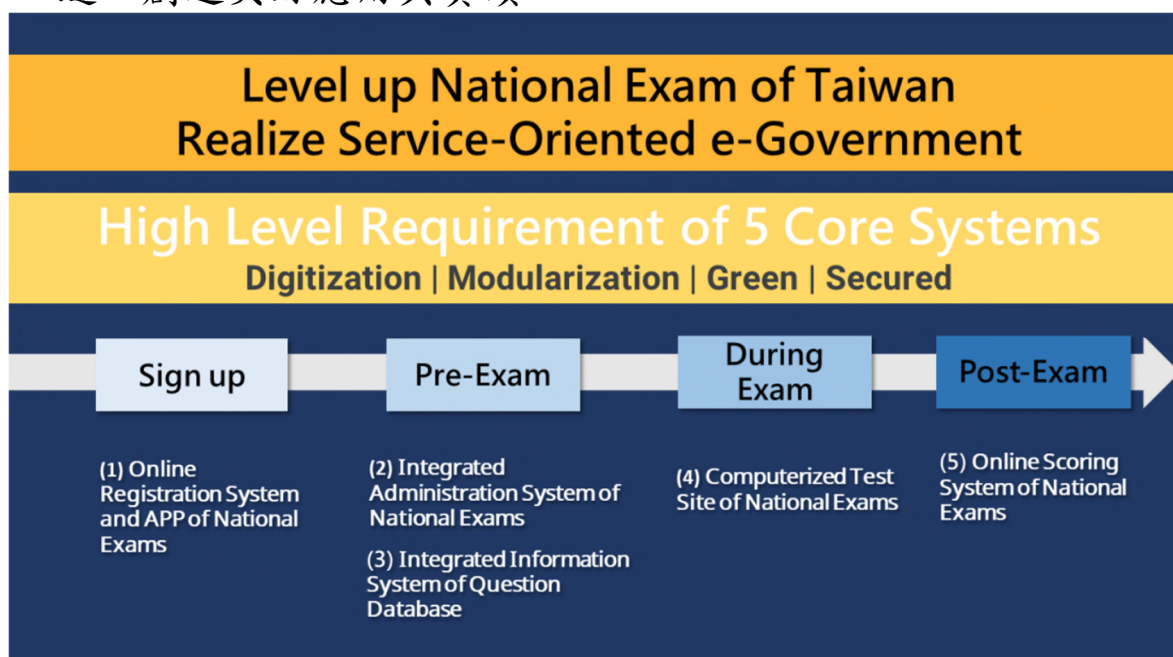 Level up National Exam of Taiwan
Realize Service-Oriented e-Government
High Level Requirement of 5 Core Systems
Digitization | Modularization | Green | Secured
Sign up
Pre-Exam
During
Exam
Post-Exam
(1) Online
Registration System
and APP of National
Exams
(2) Integrated
Administration System of
National Exams
(3) Integrated Information
System of Question
Database
(4) Computerized Test
Site of National Exams
(5) Online Scoring
System of National
Exams